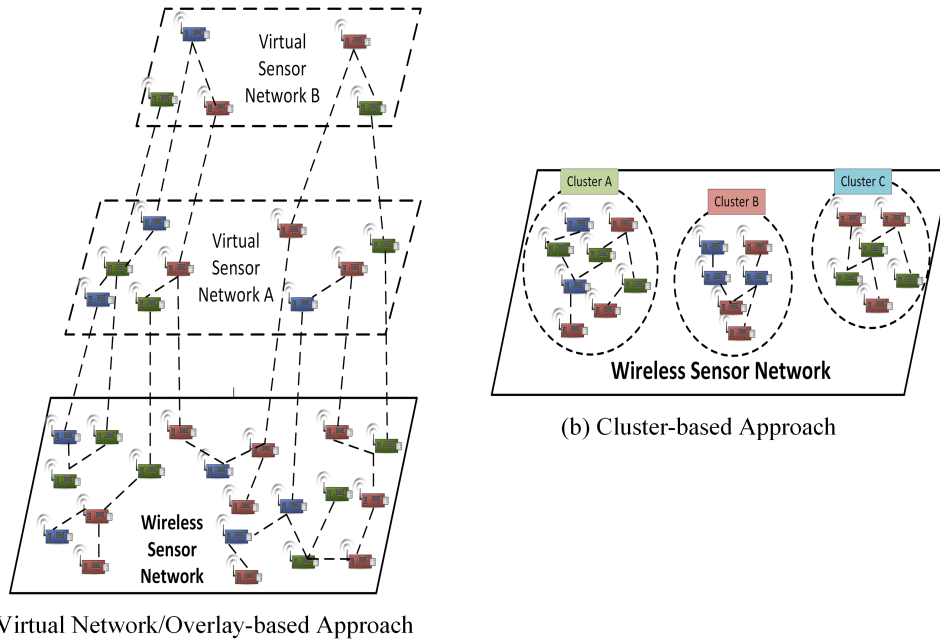 Virtual
Sensor
Network B
Virtual
Sensor
Network A
Wireless
Sensor
Network
Virtual Network/Overlay-based Approach
Cluster A
Cluster B
Cluster C
Wireless Sensor Network
(b) Cluster-based Approach